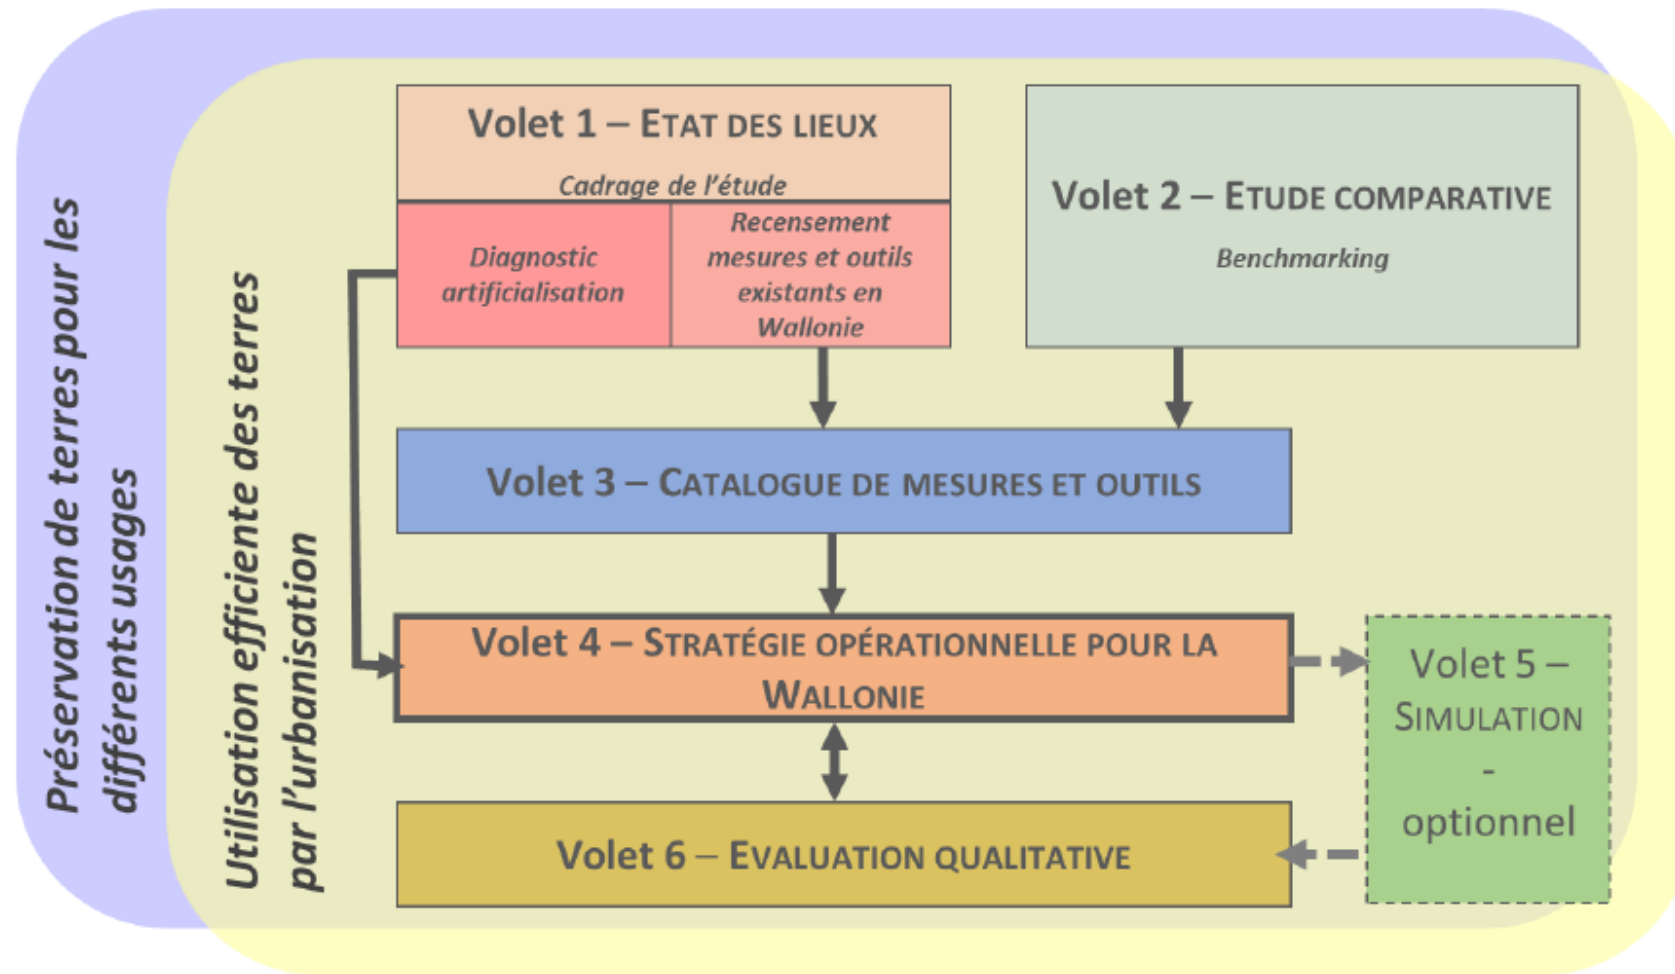 Préservation de terres pour les
différents usages
Utilisation efficiente des terres
par l'urbanisation
Volet 1 – ETAT DES LIEUX
Cadrage de l'étude
Diagnostic
artificialisation
Recensement
mesures et outils
existants en
Wallonie
Volet 2 – ETUDE COMPARATIVE
Benchmarking
Volet 3 – CATALOGUE DE MESURES ET OUTILS
Volet 4 – STRATÉGIE OPÉRATIONNELLE POUR LA
WALLONIE
Volet 5 –
SIMULATION
-
optionnel
Volet 6 – EVALUATION QUALITATIVE